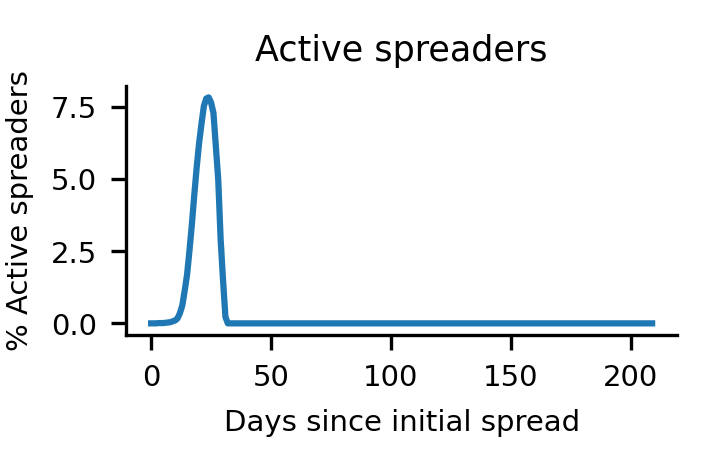 Active spreaders
% Active spreaders
7.5
5.0
2.5
0.0
0 50 100 150 200
Days since initial spread